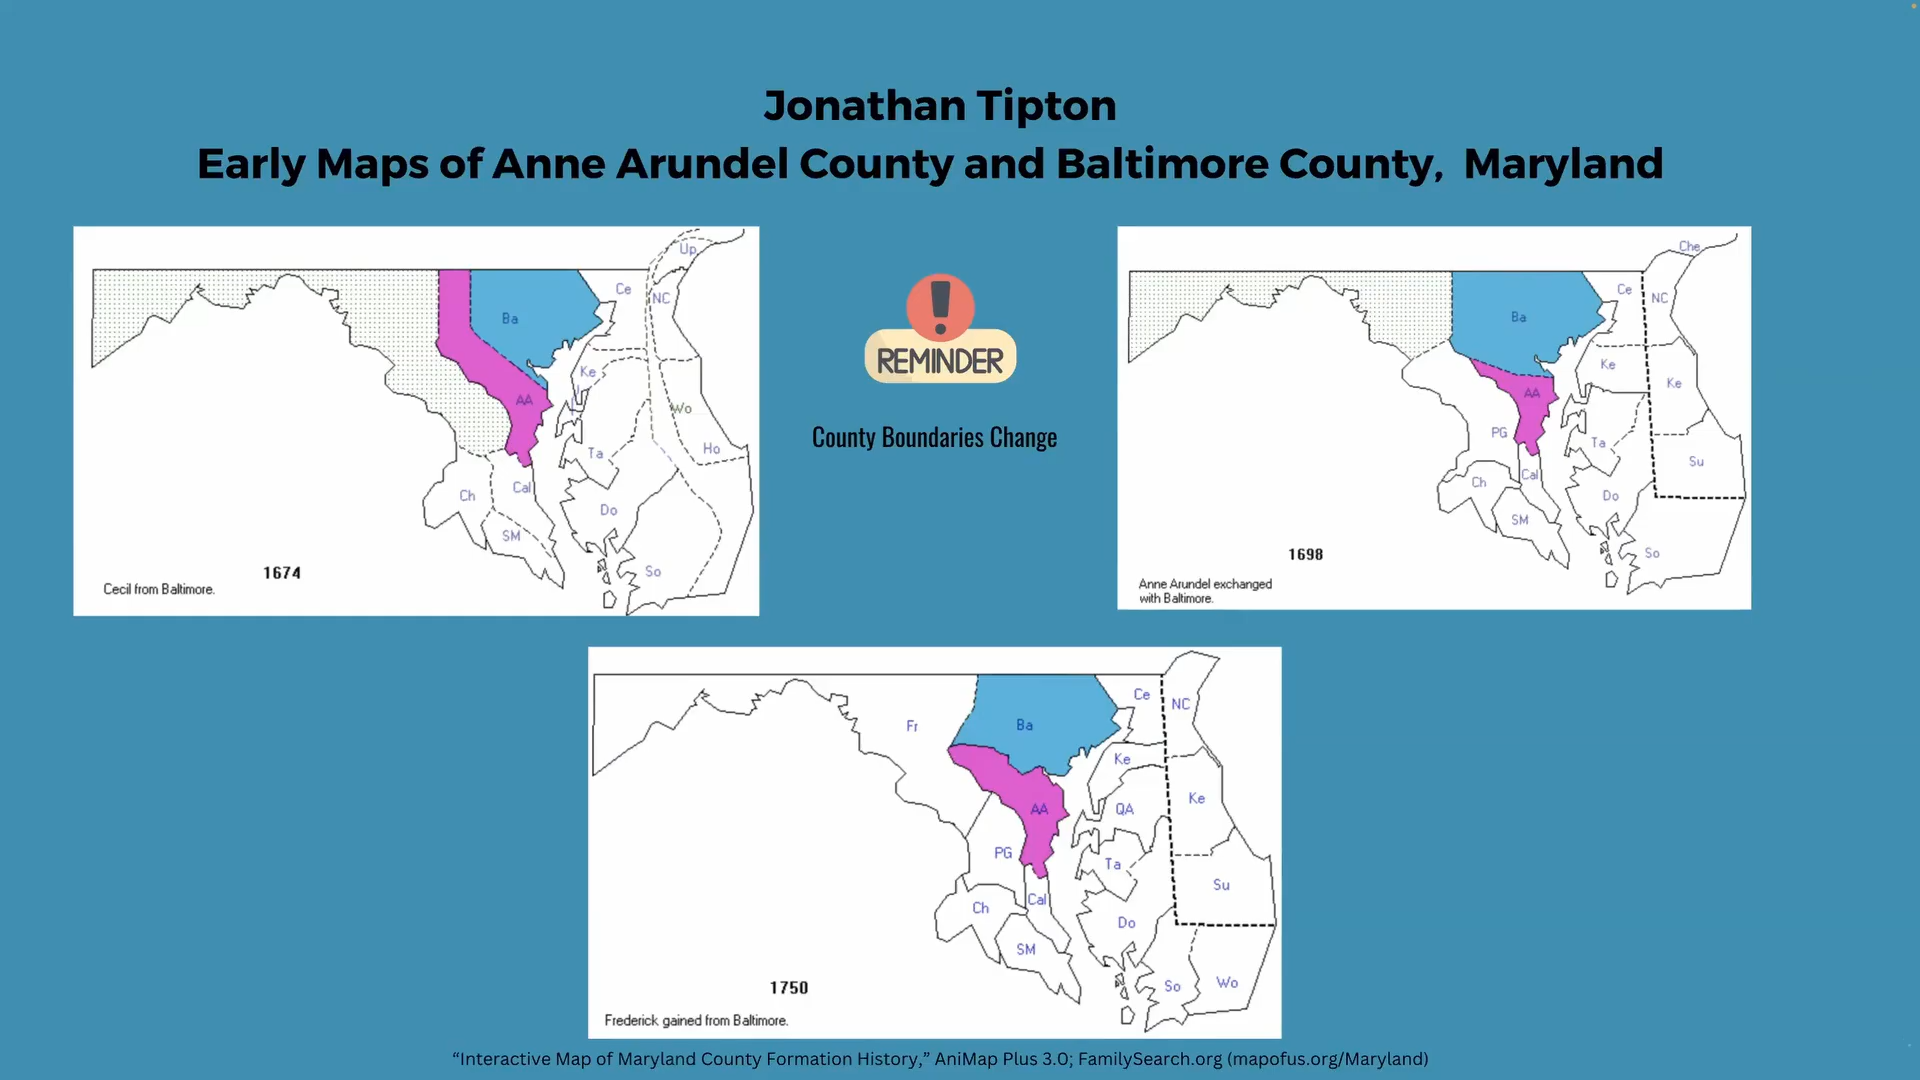 Jonathan Tipton
Early Maps of Anne Arundel County and Baltimore County, Maryland
Up
Ce
NC
Ba
Ke
AA
Wo
Ta
Ho
Ch
Cal
Do
SM
So
1674
Cecil from Baltimore.
REMINDER
County Boundaries Change
Che
Ce
NC
Ba
Ke
Ke
AA
PG
Ta
Su
Ch
Cal
Do
SM
So
1698
Anne Arundel exchanged
with Baltimore.
Ce
NC
Fr
Ba
Ke
Ke
AA
QA
PG
Ta
Su
Ch
Cal
Do
SM
So
Wo
1750
Frederick gained from Baltimore.
“Interactive Map of Maryland County Formation History,” AniMap Plus 3.0; FamilySearch.org (mapofus.org/Maryland)